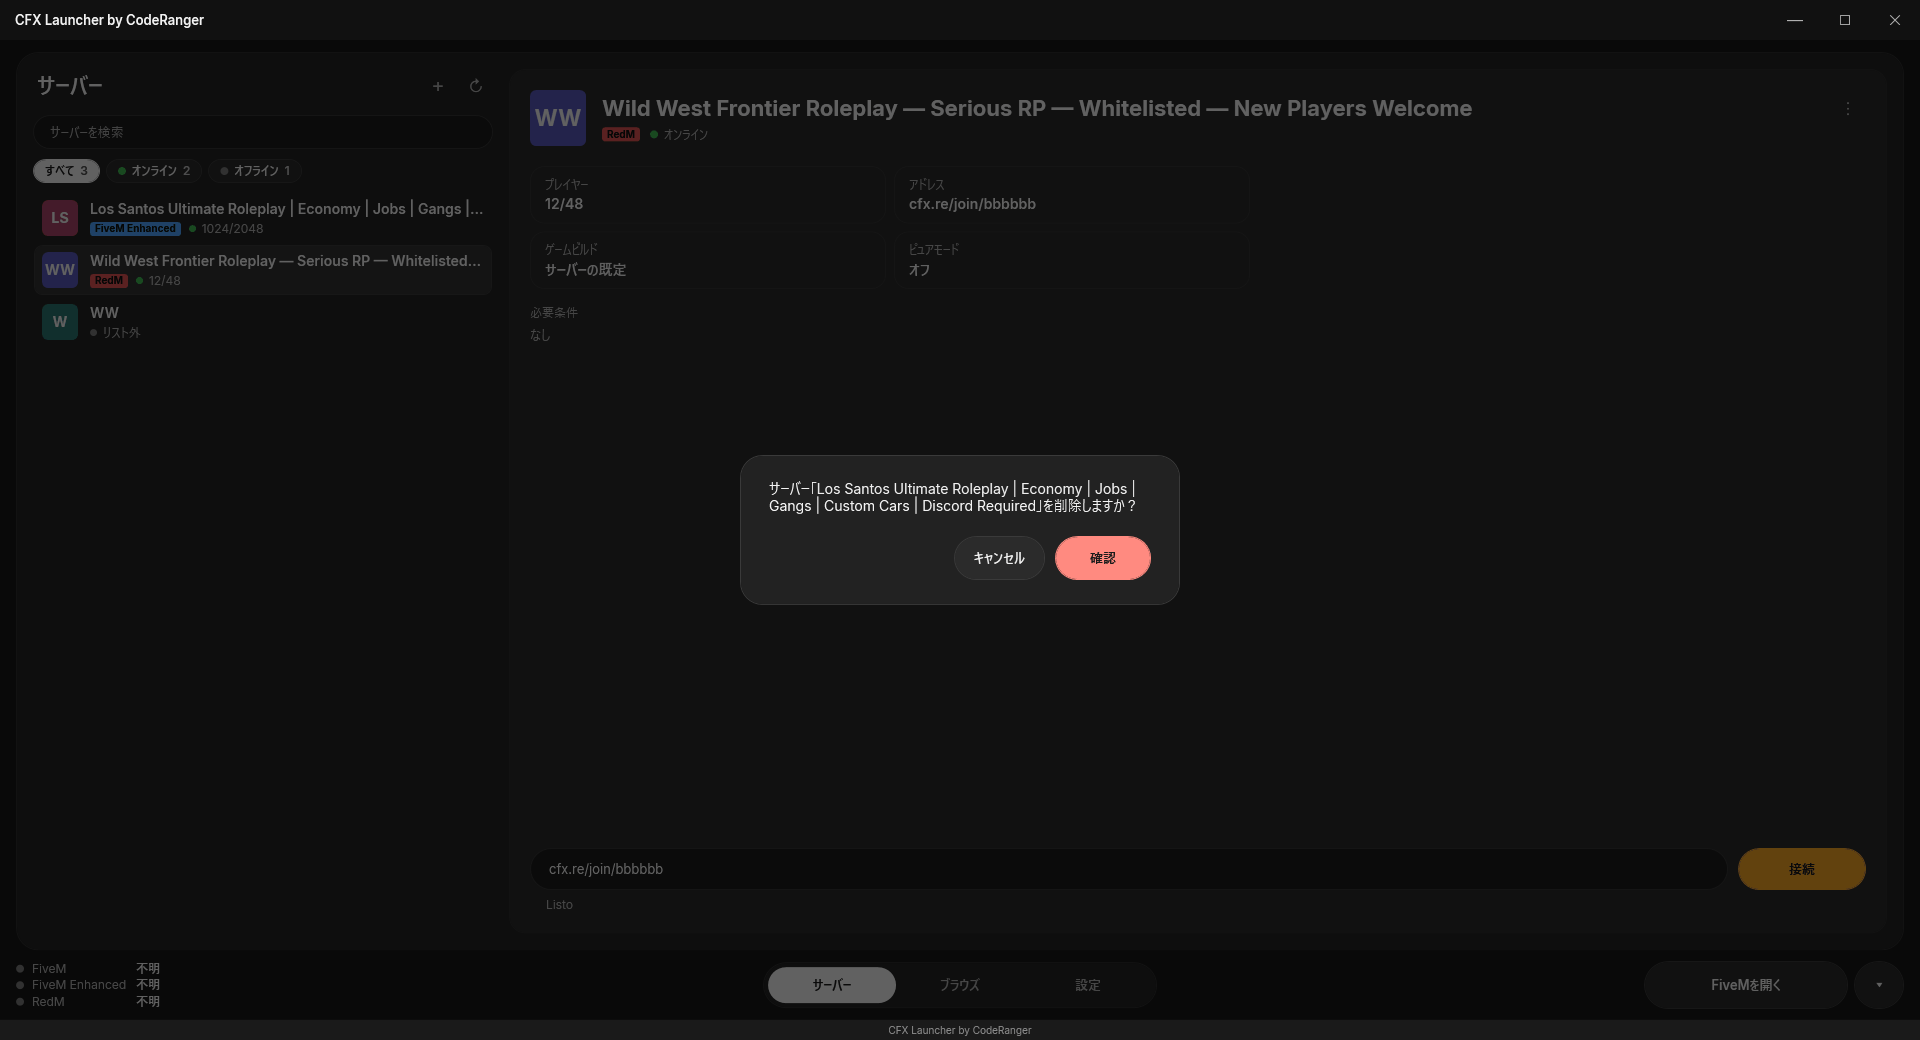 CFX Launcher by CodeRanger
サーバー
サーバーを検索
すべて 3
オンライン 2
オフライン 1
LS
Los Santos Ultimate Roleplay | Economy | Jobs | Gangs |...
FiveM Enhanced
1024/2048
WW
Wild West Frontier Roleplay — Serious RP — Whitelisted...
RedM
12/48
W
WW
リスト外
WW
Wild West Frontier Roleplay — Serious RP — Whitelisted — New Players Welcome
RedM
オンライン
プレイヤー
12/48
アドレス
cfx.re/join/bbbbbb
ゲームビルド
サーバーの既定
ピュアモード
オフ
必要条件
なし
サーバー「Los Santos Ultimate Roleplay | Economy | Jobs |
Gangs | Custom Cars | Discord Required」を削除しますか？
キャンセル
確認
cfx.re/join/bbbbbb
接続
Listo
FiveM 不明
FiveM Enhanced 不明
RedM 不明
サーバー
ブラウズ
設定
FiveMを開く
CFX Launcher by CodeRanger